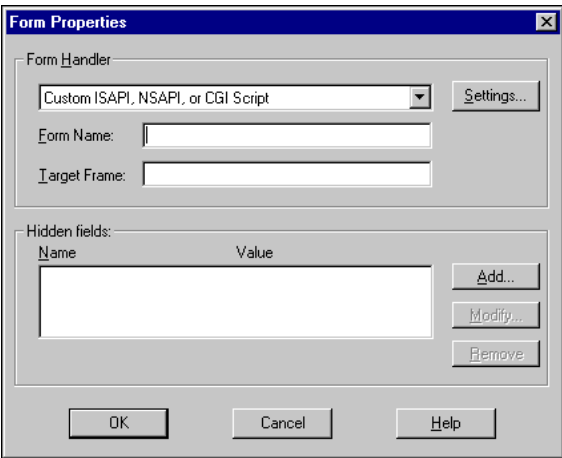 Form Properties
Form Handler
Custom ISAPI, NSAPI, or CGI Script
Settings...
Form Name:
Target Frame:
Hidden fields:
Name Value
Add...
Modify...
Remove
OK Cancel Help